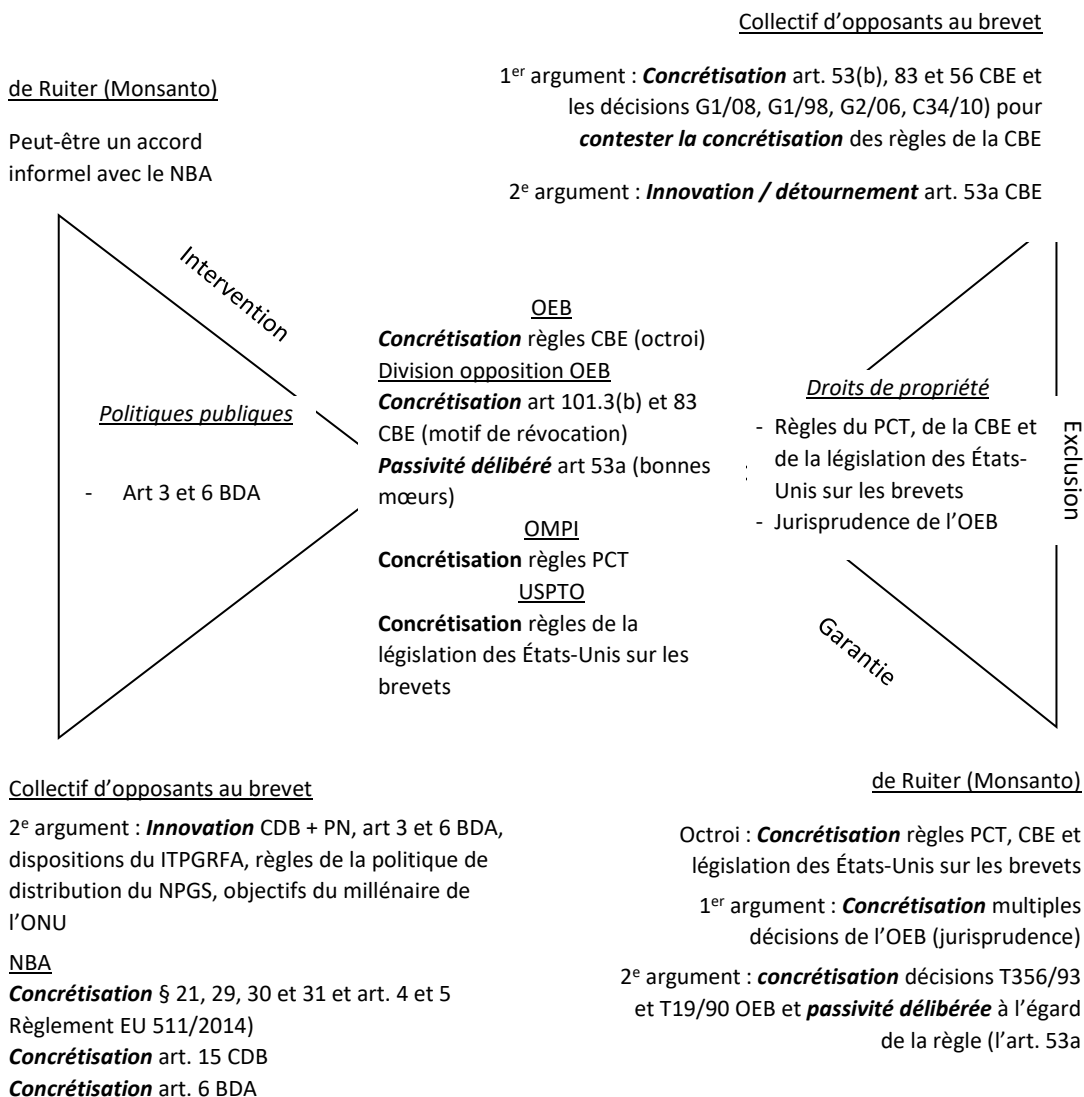 Collectif d’opposants au brevet
1er argument : Concrétisation art. 53(b), 83 et 56 CBE et
les décisions G1/08, G1/98, G2/06, C34/10) pour
contester la concrétisation des règles de la CBE
2e argument : Innovation / détournement art. 53a CBE
de Ruiter (Monsanto)
Peut-être un accord
informel avec le NBA
Intervention
Politiques publiques
- Art 3 et 6 BDA
OEB
Concrétisation règles CBE (octroi)
Division opposition OEB
Concrétisation art 101.3(b) et 83
CBE (motif de révocation)
Passivité délibéré art 53a (bonnes
mœurs)
OMPI
Concrétisation règles PCT
USPTO
Concrétisation règles de la
législation des États-Unis sur les
brevets
Droits de propriété
- Règles du PCT, de la CBE et
de la législation des États-
Unis sur les brevets
- Jurisprudence de l’OEB
Exclusion
Garantie
Collectif d’opposants au brevet
2e argument : Innovation CDB + PN, art 3 et 6 BDA,
dispositions du ITPGRFA, règles de la politique de
distribution du NPGS, objectifs du millénaire de
l’ONU
NBA
Concrétisation § 21, 29, 30 et 31 et art. 4 et 5
Règlement EU 511/2014)
Concrétisation art. 15 CDB
Concrétisation art. 6 BDA
de Ruiter (Monsanto)
Octroi : Concrétisation règles PCT, CBE et
législation des États-Unis sur les brevets
1er argument : Concrétisation multiples
décisions de l’OEB (jurisprudence)
2e argument : concrétisation décisions T356/93
et T19/90 OEB et passivité délibérée à l’égard
de la règle (l’art. 53a